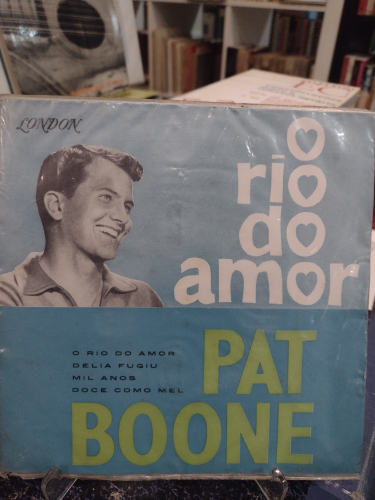 LONDON
o
rio
do
amor
O RIO DO AMOR
DELIA FUGIU
MIL ANOS
DOCE COMO MEL
PAT
BOONE